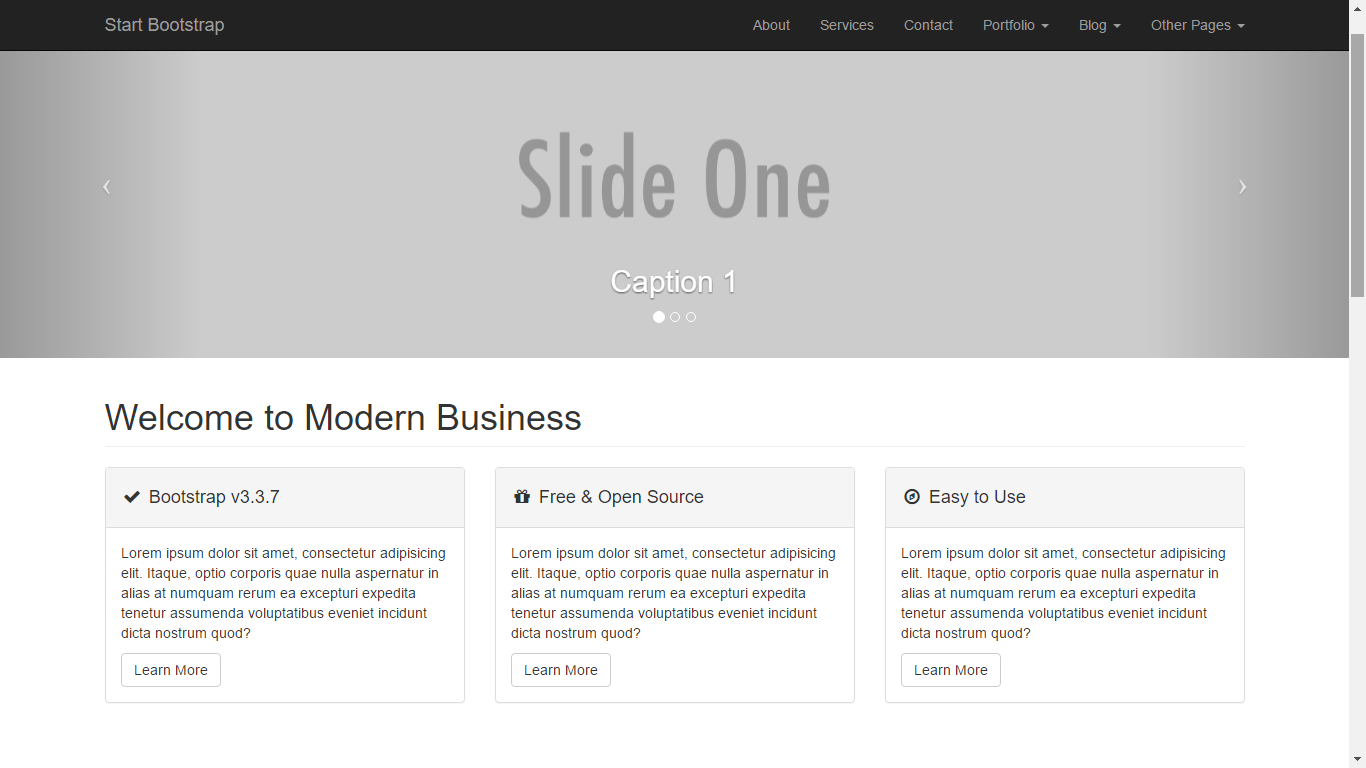 Start Bootstrap
About Services Contact Portfolio Blog Other Pages
Slide One
Caption 1
Welcome to Modern Business
Bootstrap v3.3.7
Lorem ipsum dolor sit amet, consectetur adipisicing
elit. Itaque, optio corporis quae nulla aspernatur in
alias at numquam rerum ea excepturi expedita
tenetur assumenda voluptatibus eveniet incidunt
dicta nostrum quod?
Learn More
Free & Open Source
Lorem ipsum dolor sit amet, consectetur adipisicing
elit. Itaque, optio corporis quae nulla aspernatur in
alias at numquam rerum ea excepturi expedita
tenetur assumenda voluptatibus eveniet incidunt
dicta nostrum quod?
Learn More
Easy to Use
Lorem ipsum dolor sit amet, consectetur adipisicing
elit. Itaque, optio corporis quae nulla aspernatur in
alias at numquam rerum ea excepturi expedita
tenetur assumenda voluptatibus eveniet incidunt
dicta nostrum quod?
Learn More